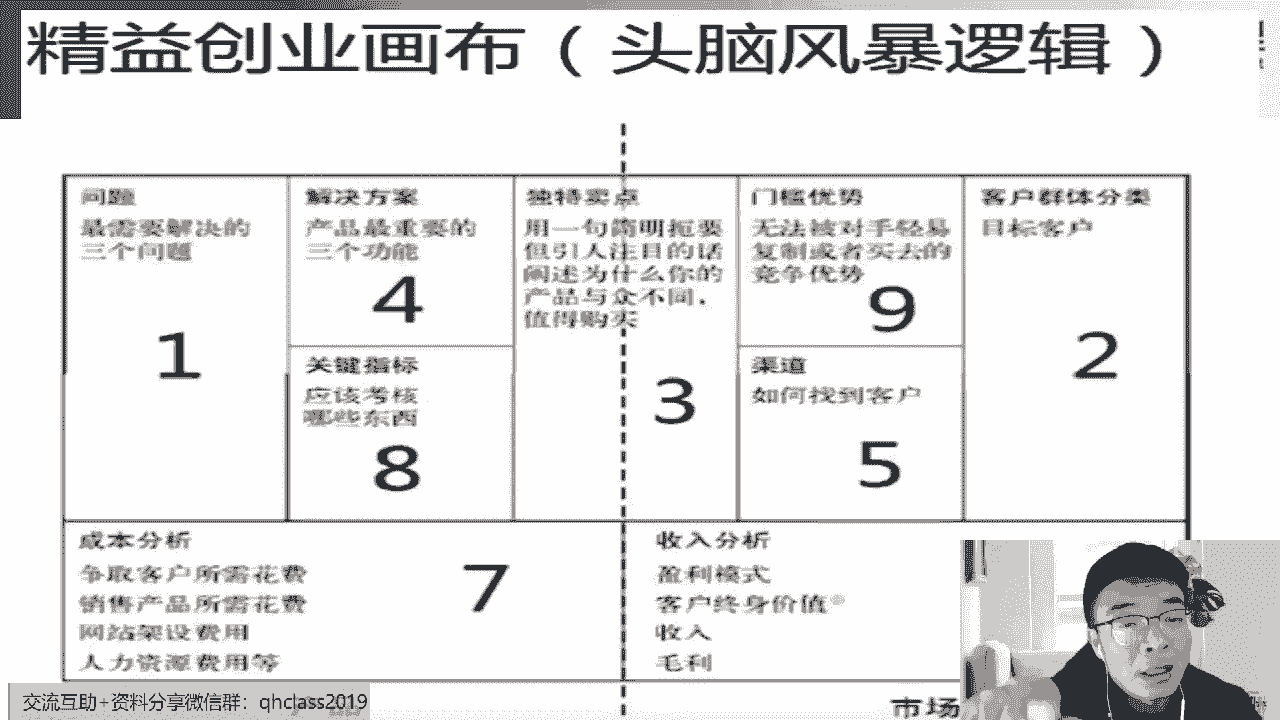 精益创业画布（头脑风暴逻辑）
问题
最需要解决的
三个问题
1
解决方案
产品最重要的
三个功能
4
关键指标
应该考核
哪些东西
8
独特卖点
用一句简明扼要
但引人注目的话
阐述为什么你的
产品与众不同，
值得购买
3
门槛优势
无法被对手轻易
复制或者买去的
竞争优势
9
渠道
如何找到客户
5
客户群体分类
目标客户
2
成本分析
争取客户所需花费
销售产品所需花费
网站架设费用
人力资源费用等
7
收入分析
盈利模式
客户终身价值
收入
毛利
市场
交流互助+资料分享微信群：qhclass2019